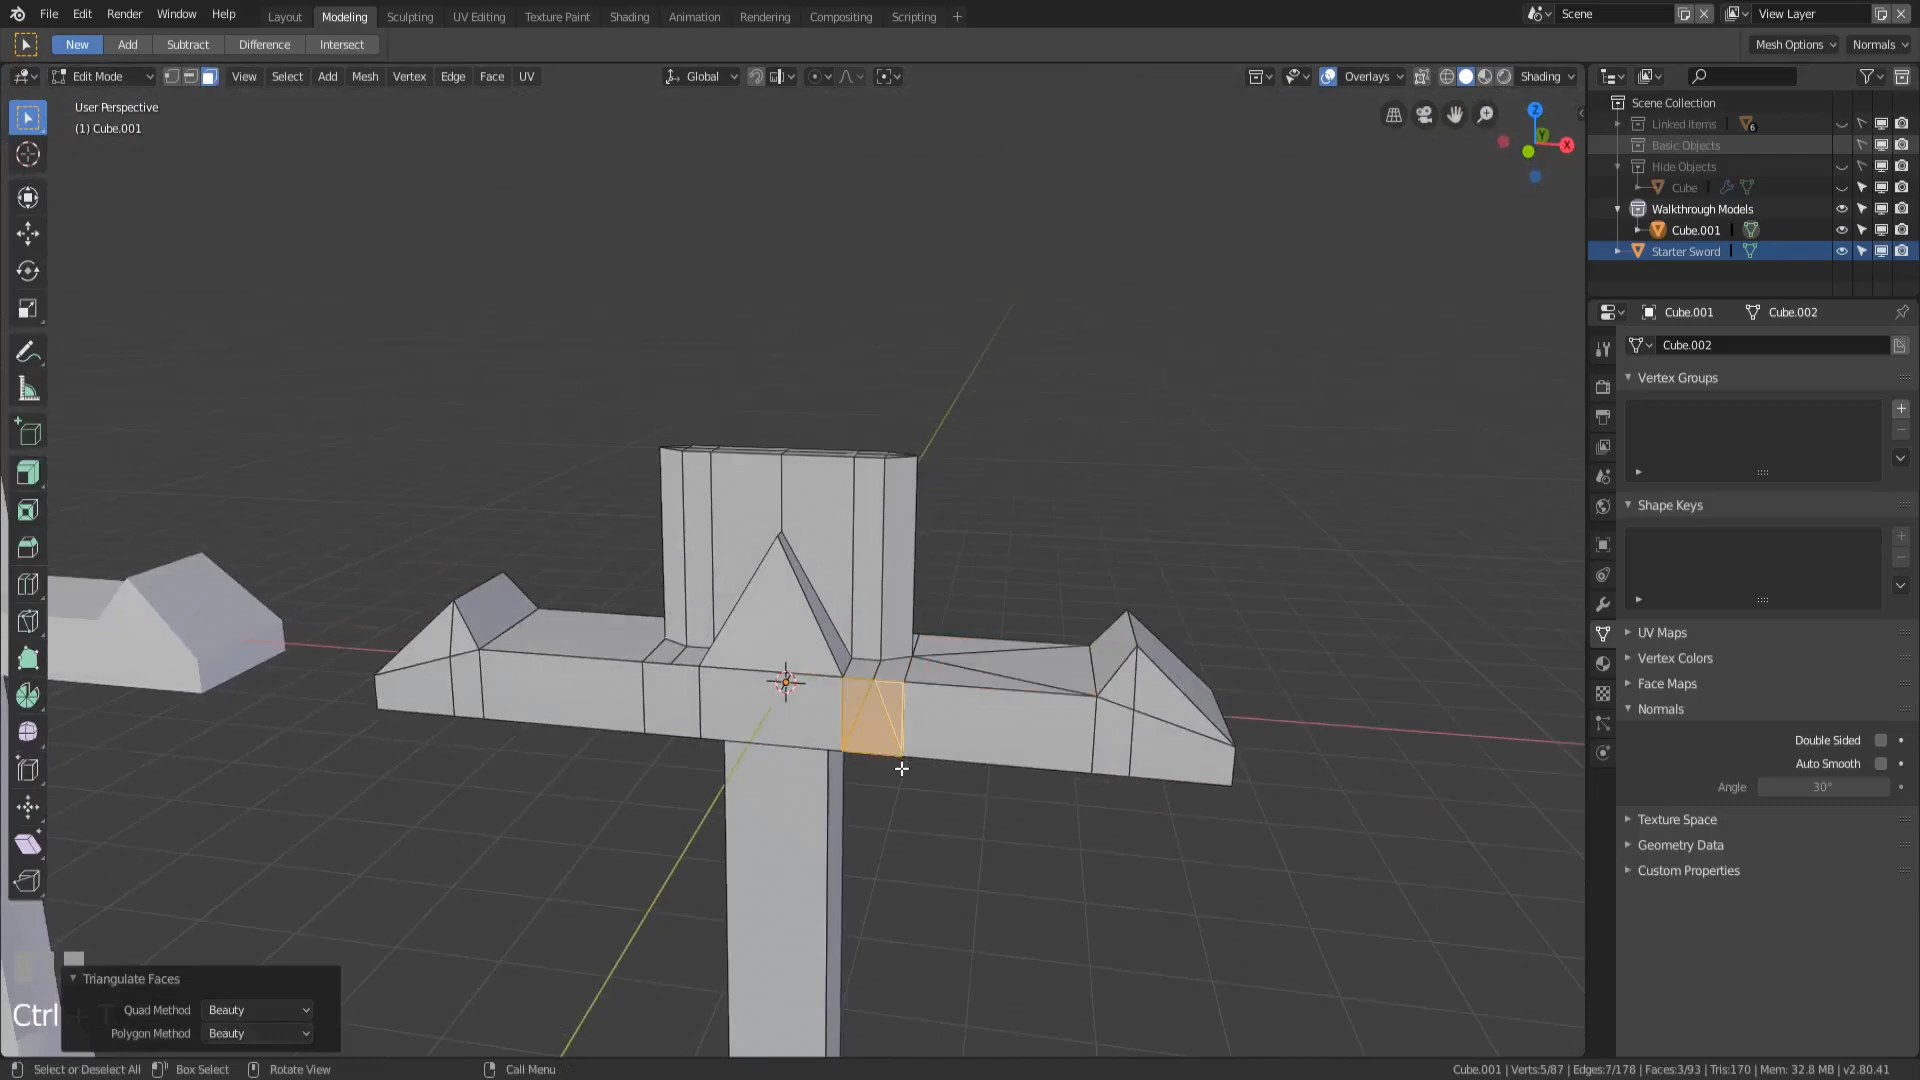 File Edit Render Window Help Layout Modeling Sculpting UV Editing Texture Paint Shading Animation Rendering Compositing Scripting + Scene View Layer
New Add Subtract Difference Intersect Mesh Options Normals
Edit Mode View Select Add Mesh Vertex Edge Face UV Global Overlays Shading
User Perspective
(1) Cube.001
Z
Y
X
Scene Collection
Linked Items 6
Basic Objects
Hide Objects
Cube
Walkthrough Models
Cube.001
Starter Sword
Cube.001 Cube.002
Cube.002
Vertex Groups
Shape Keys
UV Maps
Vertex Colors
Face Maps
Normals
Double Sided
Auto Smooth
Angle 30°
Texture Space
Geometry Data
Custom Properties
Triangulate Faces
Quad Method Beauty
Polygon Method Beauty
Ctrl + T
Select or Deselect All Box Select Rotate View Call Menu Cube.001 | Verts:5/87 | Edges:7/178 | Faces:3/93 | Tris:170 | Mem: 32.8 MB | v2.80.41